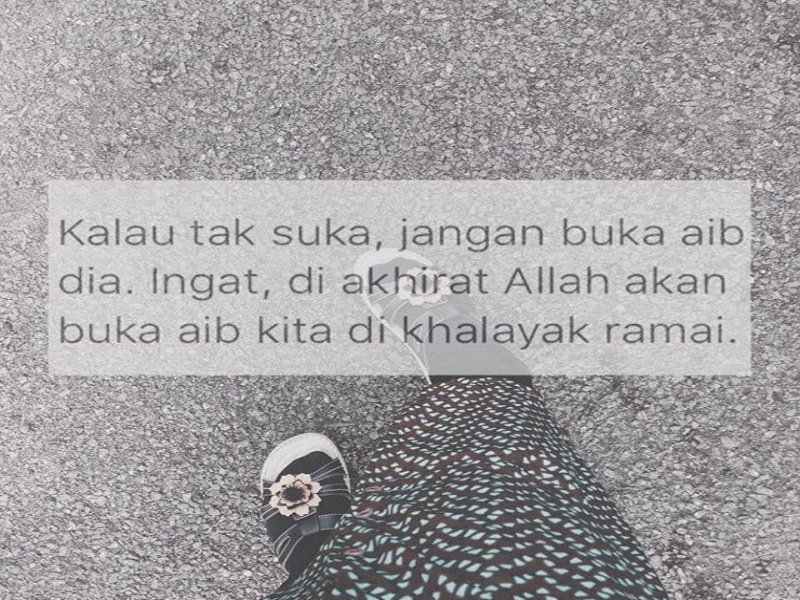 Kalau tak suka, jangan buka aib
dia. Ingat, di akhirat Allah akan
buka aib kita di khalayak ramai.